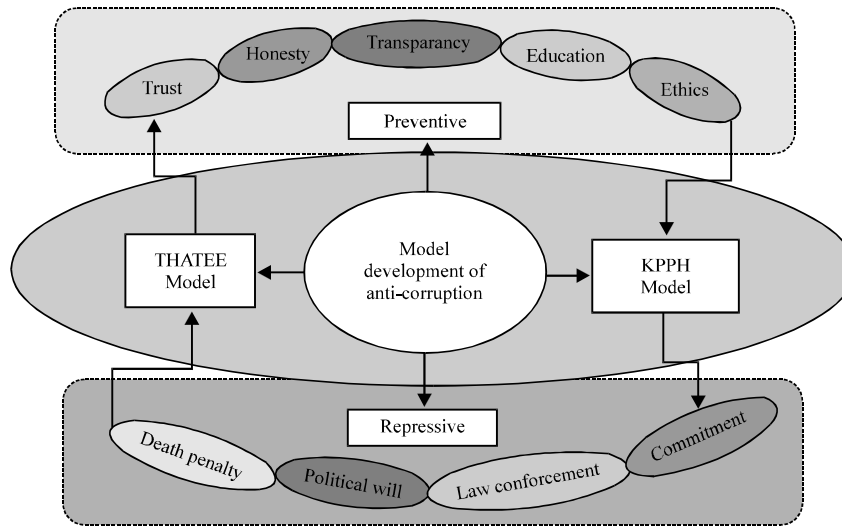 Trust
Honesty
Transparancy
Education
Ethics
Preventive
THATEE
Model
Model
development of
anti-corruption
KPPH
Model
Repressive
Death penalty
Political will
Law conforcement
Commitment